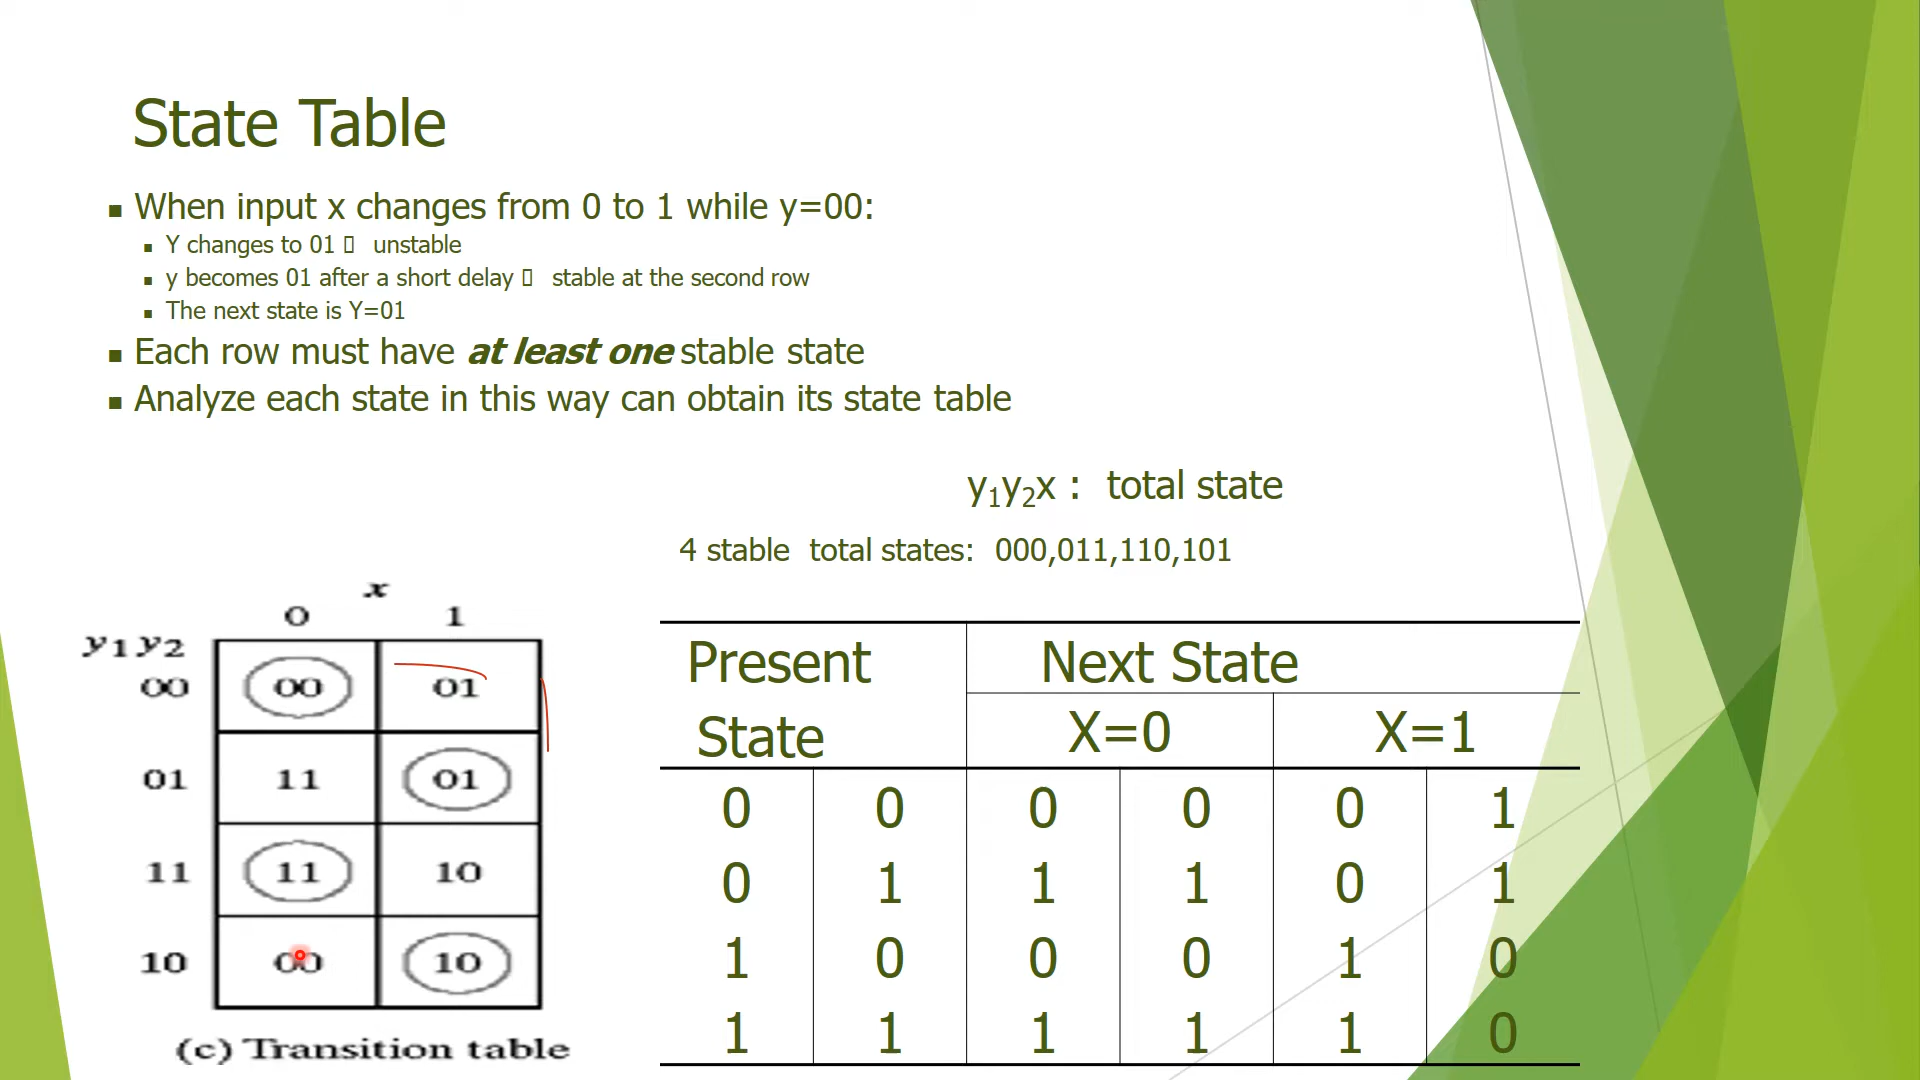 State Table
▪ When input x changes from 0 to 1 while y=00:
▪ Y changes to 01 ▯ unstable
▪ y becomes 01 after a short delay ▯ stable at the second row
▪ The next state is Y=01
▪ Each row must have at least one stable state
▪ Analyze each state in this way can obtain its state table
y₁y₂x : total state
4 stable total states: 000,011,110,101
x
0 1
y₁y₂
00 00 01
01 11 01
11 11 10
10 00 10
(c) Transition table
Present State Next State
X=0 X=1
0 0 0 0 0 1
0 1 1 1 0 1
1 0 0 0 1 0
1 1 1 1 1 0